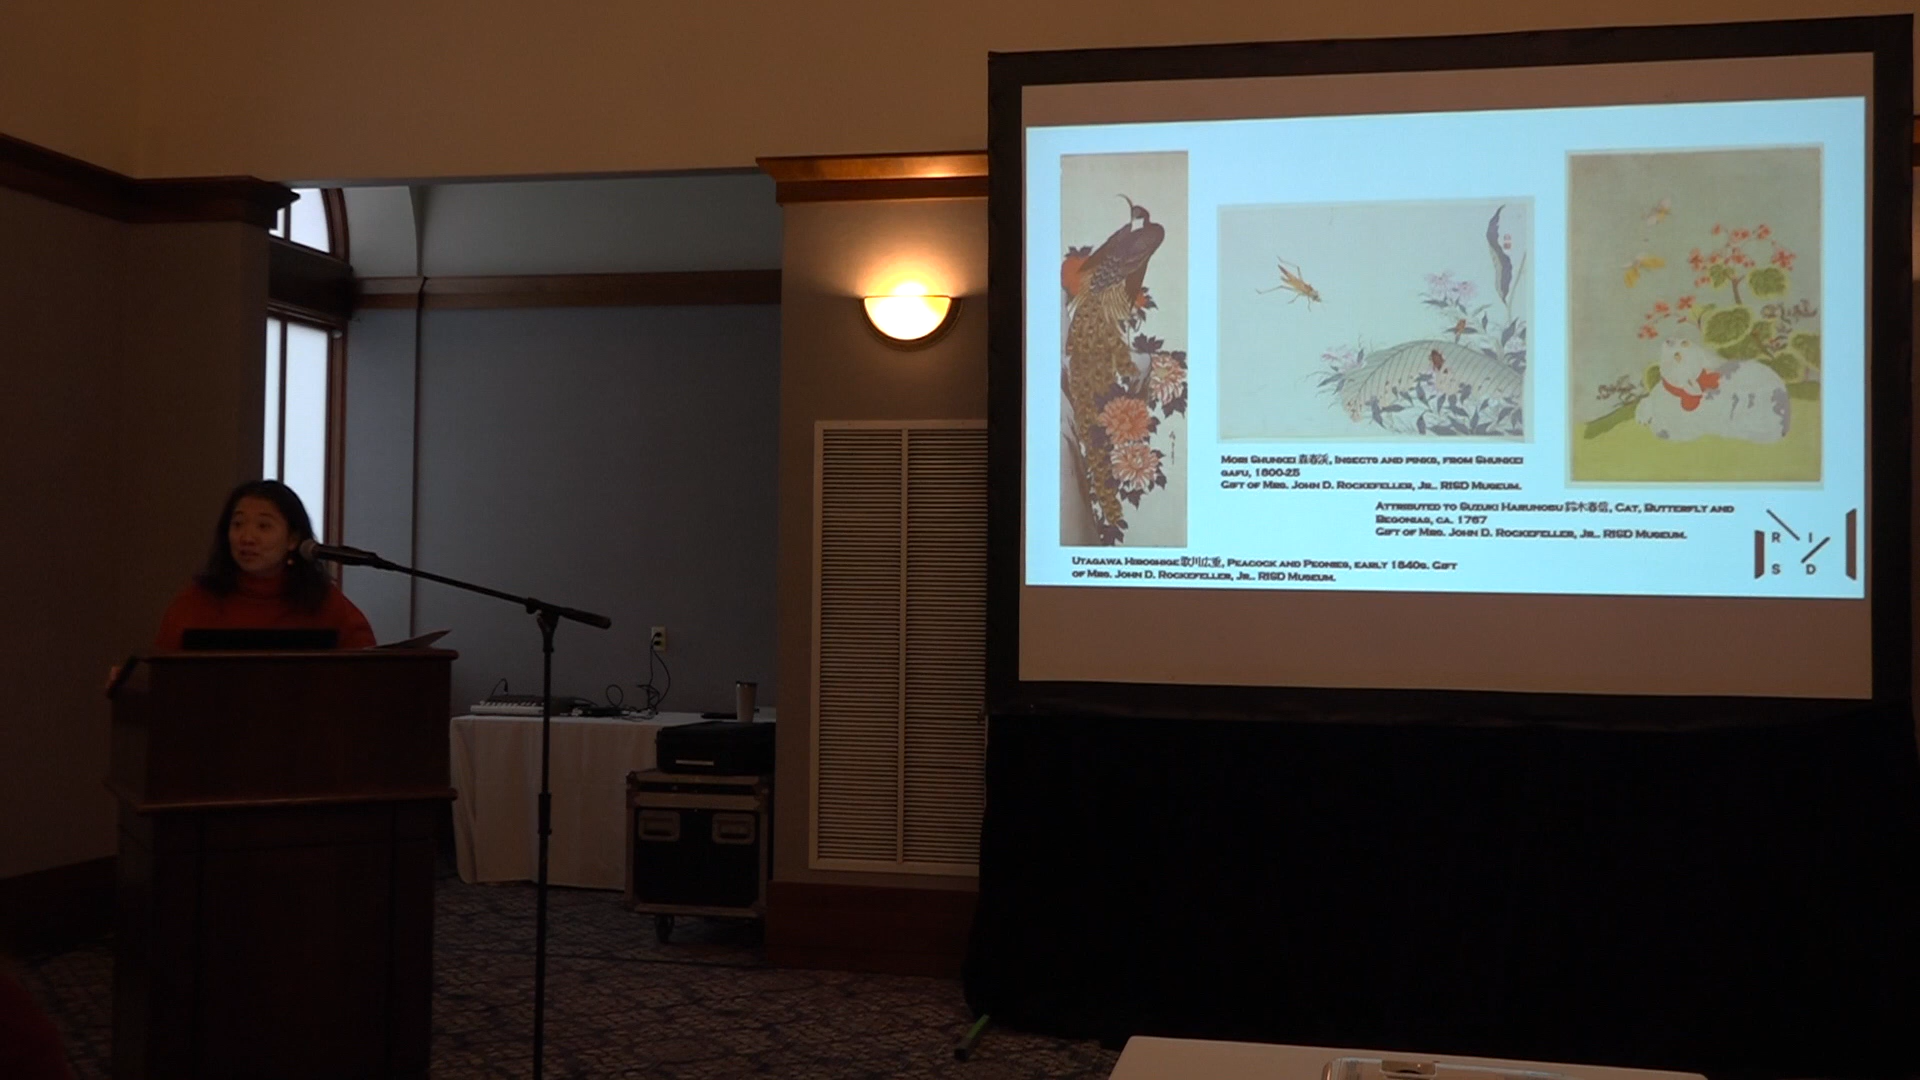 Mori Shunkei 森春渓, Insects and pinks, from Shunkei
gafu, 1800-25
Gift of Mrs. John D. Rockefeller, Jr.. RISD Museum.
Attributed to Suzuki Harunobu 鈴木春信, Cat, Butterfly and
Begonias, ca. 1767
Gift of Mrs. John D. Rockefeller, Jr.. RISD Museum.
Utagawa Hiroshige 歌川広重, Peacock and Peonies, early 1840s. Gift
of Mrs. John D. Rockefeller, Jr.. RISD Museum.
R I
S D